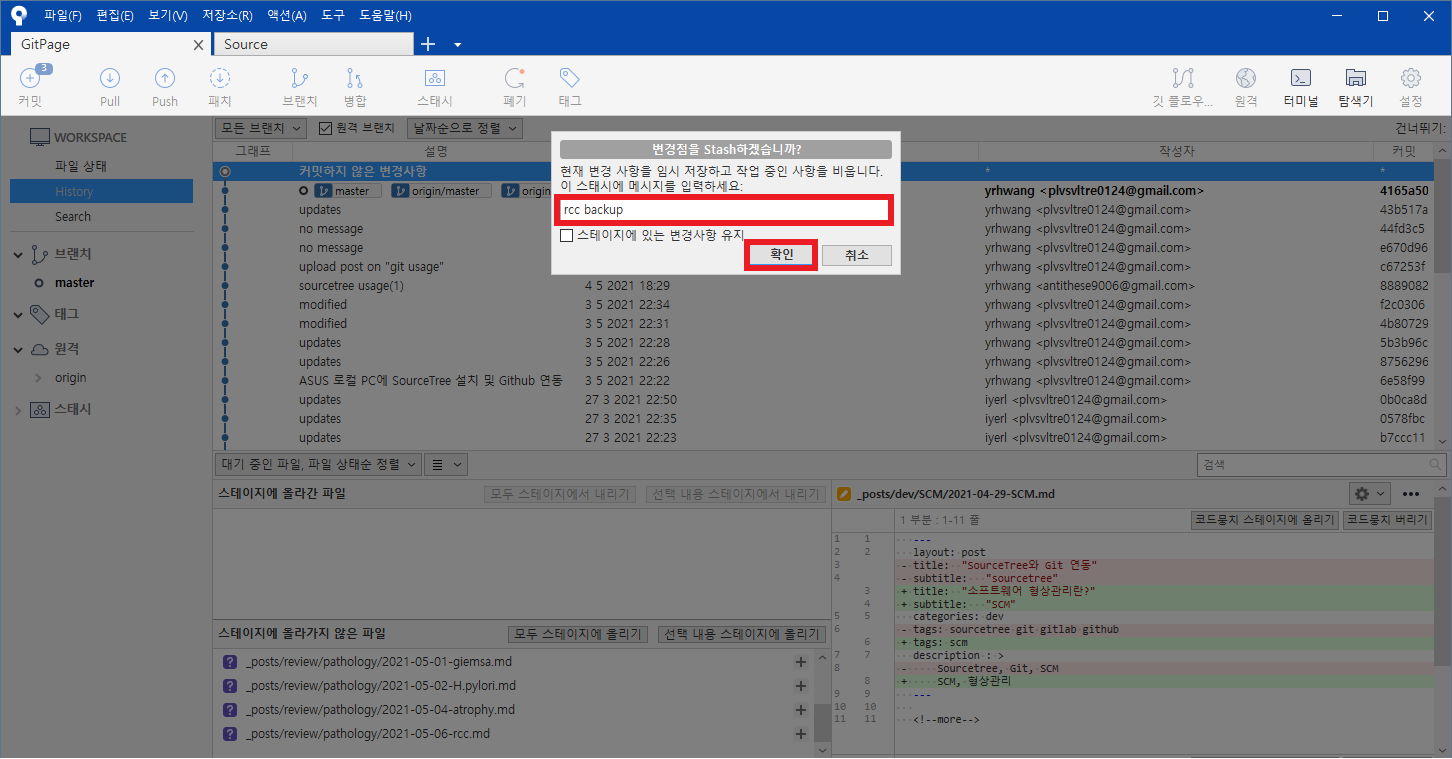 파일(F) 편집(E) 보기(V) 저장소(R) 액션(A) 도구 도움말(H)
GitPage Source
3
커밋 Pull Push 패치 브랜치 병합 스태시 폐기 태그 깃 플로우... 원격 터미널 탐색기 설정
WORKSPACE
파일 상태
History
Search
브랜치
master
태그
원격
origin
스태시
모든 브랜치 원격 브랜치 날짜순으로 정렬 건너뛰기:
그래프 설명 작성자 커밋
변경점을 Stash하겠습니까?
현재 변경 사항을 임시 저장하고 작업 중인 사항을 비웁니다.
이 스태시에 메시지를 입력하세요:
rcc backup
스테이지에 있는 변경사항 유지
확인 취소
커밋하지 않은 변경사항 * *
master origin/master origin yrhwang <plvsvltre0124@gmail.com> 4165a50
updates yrhwang <plvsvltre0124@gmail.com> 43b517a
no message yrhwang <plvsvltre0124@gmail.com> 44fd3c5
no message yrhwang <plvsvltre0124@gmail.com> e670d96
upload post on "git usage" yrhwang <plvsvltre0124@gmail.com> c67253f
sourcetree usage(1) 4 5 2021 18:29 yrhwang <antithese9006@gmail.com> 8889082
modified 3 5 2021 22:34 yrhwang <plvsvltre0124@gmail.com> f2c0306
modified 3 5 2021 22:31 yrhwang <plvsvltre0124@gmail.com> 4b80729
updates 3 5 2021 22:28 yrhwang <plvsvltre0124@gmail.com> 5b3b96c
updates 3 5 2021 22:26 yrhwang <plvsvltre0124@gmail.com> 8756296
ASUS 로컬 PC에 SourceTree 설치 및 Github 연동 3 5 2021 22:22 yrhwang <plvsvltre0124@gmail.com> 6e58f99
updates 27 3 2021 22:50 iyerl <plvsvltre0124@gmail.com> 0b0ca8d
updates 27 3 2021 22:35 iyerl <plvsvltre0124@gmail.com> 0578fbc
updates 27 3 2021 22:23 iyerl <plvsvltre0124@gmail.com> b7ccc11
대기 중인 파일, 파일 상태순 정렬 검색
스테이지에 올라간 파일 모두 스테이지에서 내리기 선택 내용 스테이지에서 내리기
스테이지에 올라가지 않은 파일 모두 스테이지에 올리기 선택 내용 스테이지에 올리기
_posts/review/pathology/2021-05-01-giemsa.md
_posts/review/pathology/2021-05-02-H.pylori.md
_posts/review/pathology/2021-05-04-atrophy.md
_posts/review/pathology/2021-05-06-rcc.md
_posts/dev/SCM/2021-04-29-SCM.md
1 부분 : 1-11 줄 코드뭉치 스테이지에 올리기 코드뭉치 버리기
1 1 ---
2 2 layout: post
3 - title: "SourceTree와 Git 연동"
4 - subtitle: "sourcetree"
3 + title: "소프트웨어 형상관리란?"
4 + subtitle: "SCM"
5 5 categories: dev
6 - tags: sourcetree git gitlab github
6 + tags: scm
7 7 description : >
8 - Sourcetree, Git, SCM
8 + SCM, 형상관리
9 9 ---
10 10
11 11 <!--more-->